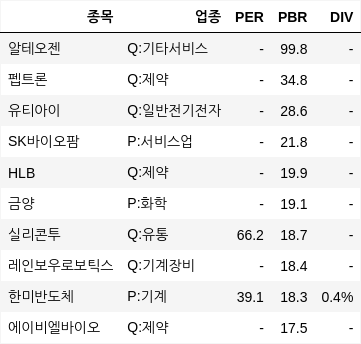 종목 업종 PER PBR DIV
알테오젠 Q:기타서비스 - 99.8 -
펩트론 Q:제약 - 34.8 -
유티아이 Q:일반전기전자 - 28.6 -
SK바이오팜 P:서비스업 - 21.8 -
HLB Q:제약 - 19.9 -
금양 P:화학 - 19.1 -
실리콘투 Q:유통 66.2 18.7 -
레인보우로보틱스 Q:기계장비 - 18.4 -
한미반도체 P:기계 39.1 18.3 0.4%
에이비엘바이오 Q:제약 - 17.5 -